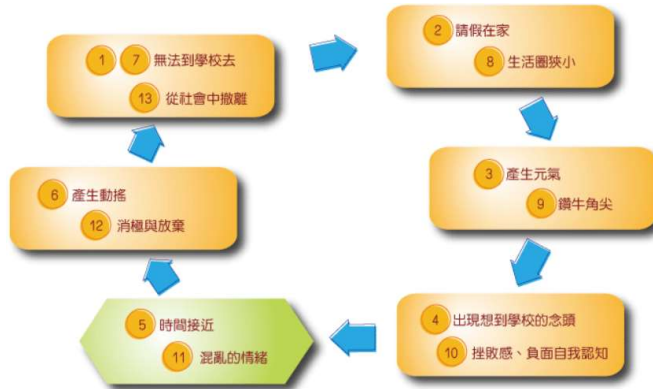 1 7 無法到學校去
13 從社會中撤離
2 請假在家
8 生活圈狹小
3 產生元氣
9 鑽牛角尖
4 出現想到學校的念頭
10 挫敗感、負面自我認知
5 時間接近
11 混亂的情緒
6 產生動搖
12 消極與放棄